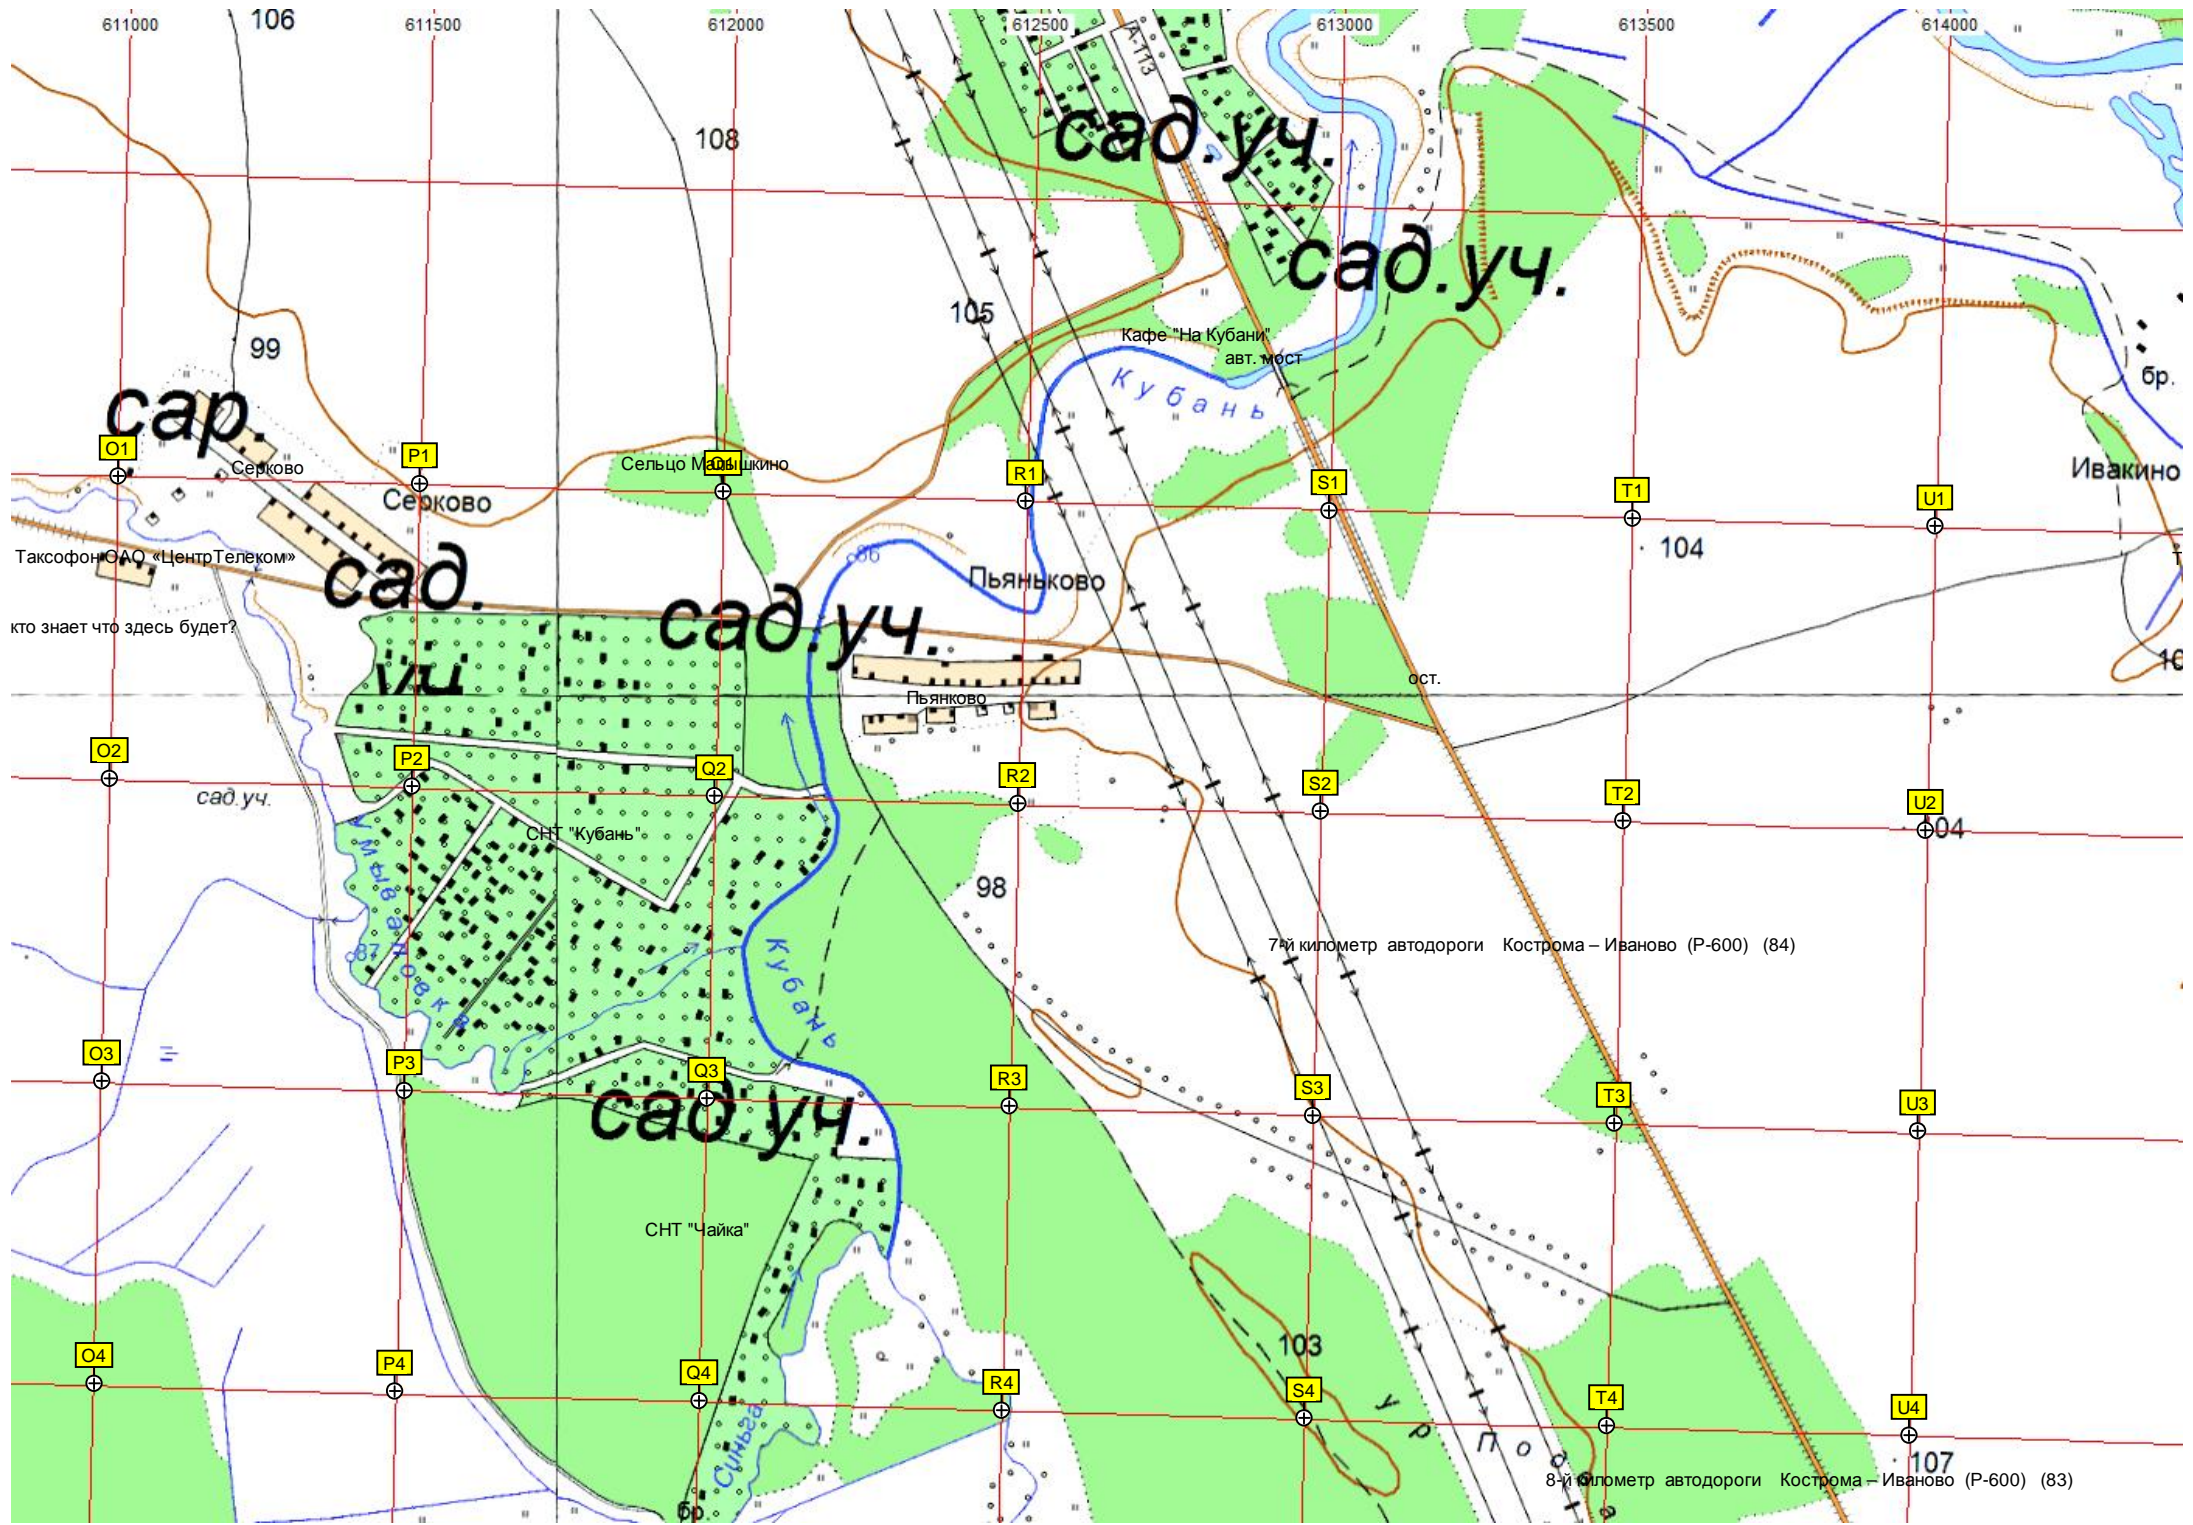 611000 611500 612000 612500 613000 613500 614000
106
А-113
108
сад.уч.
сад.уч.
105
99
Кафе "На Кубани"
авт. мост
Кубань
бр.
сар
O1 P1 R1 S1 T1 U1
Серково
Сельцо Малышкино
Ивакино
Серково
104
86
Таксофон ОАО «ЦентрТелеком»
сад.
Пьяньково
сад.уч.
кто знает что здесь будет?
уч
ост.
Пьянково
O2 P2 Q2 R2 S2 T2 U2
сад.уч.
СНТ "Кубань"
04
98
87
Кубань
7-й километр автодороги Кострома – Иваново (Р-600) (84)
O3 P3 Q3 R3 S3 T3 U3
сад.уч.
СНТ "Чайка"
103
O4 P4 Q4 R4 S4 T4 U4
Синьга
ур
107
8-й километр автодороги Кострома – Иваново (Р-600) (83)
бр.